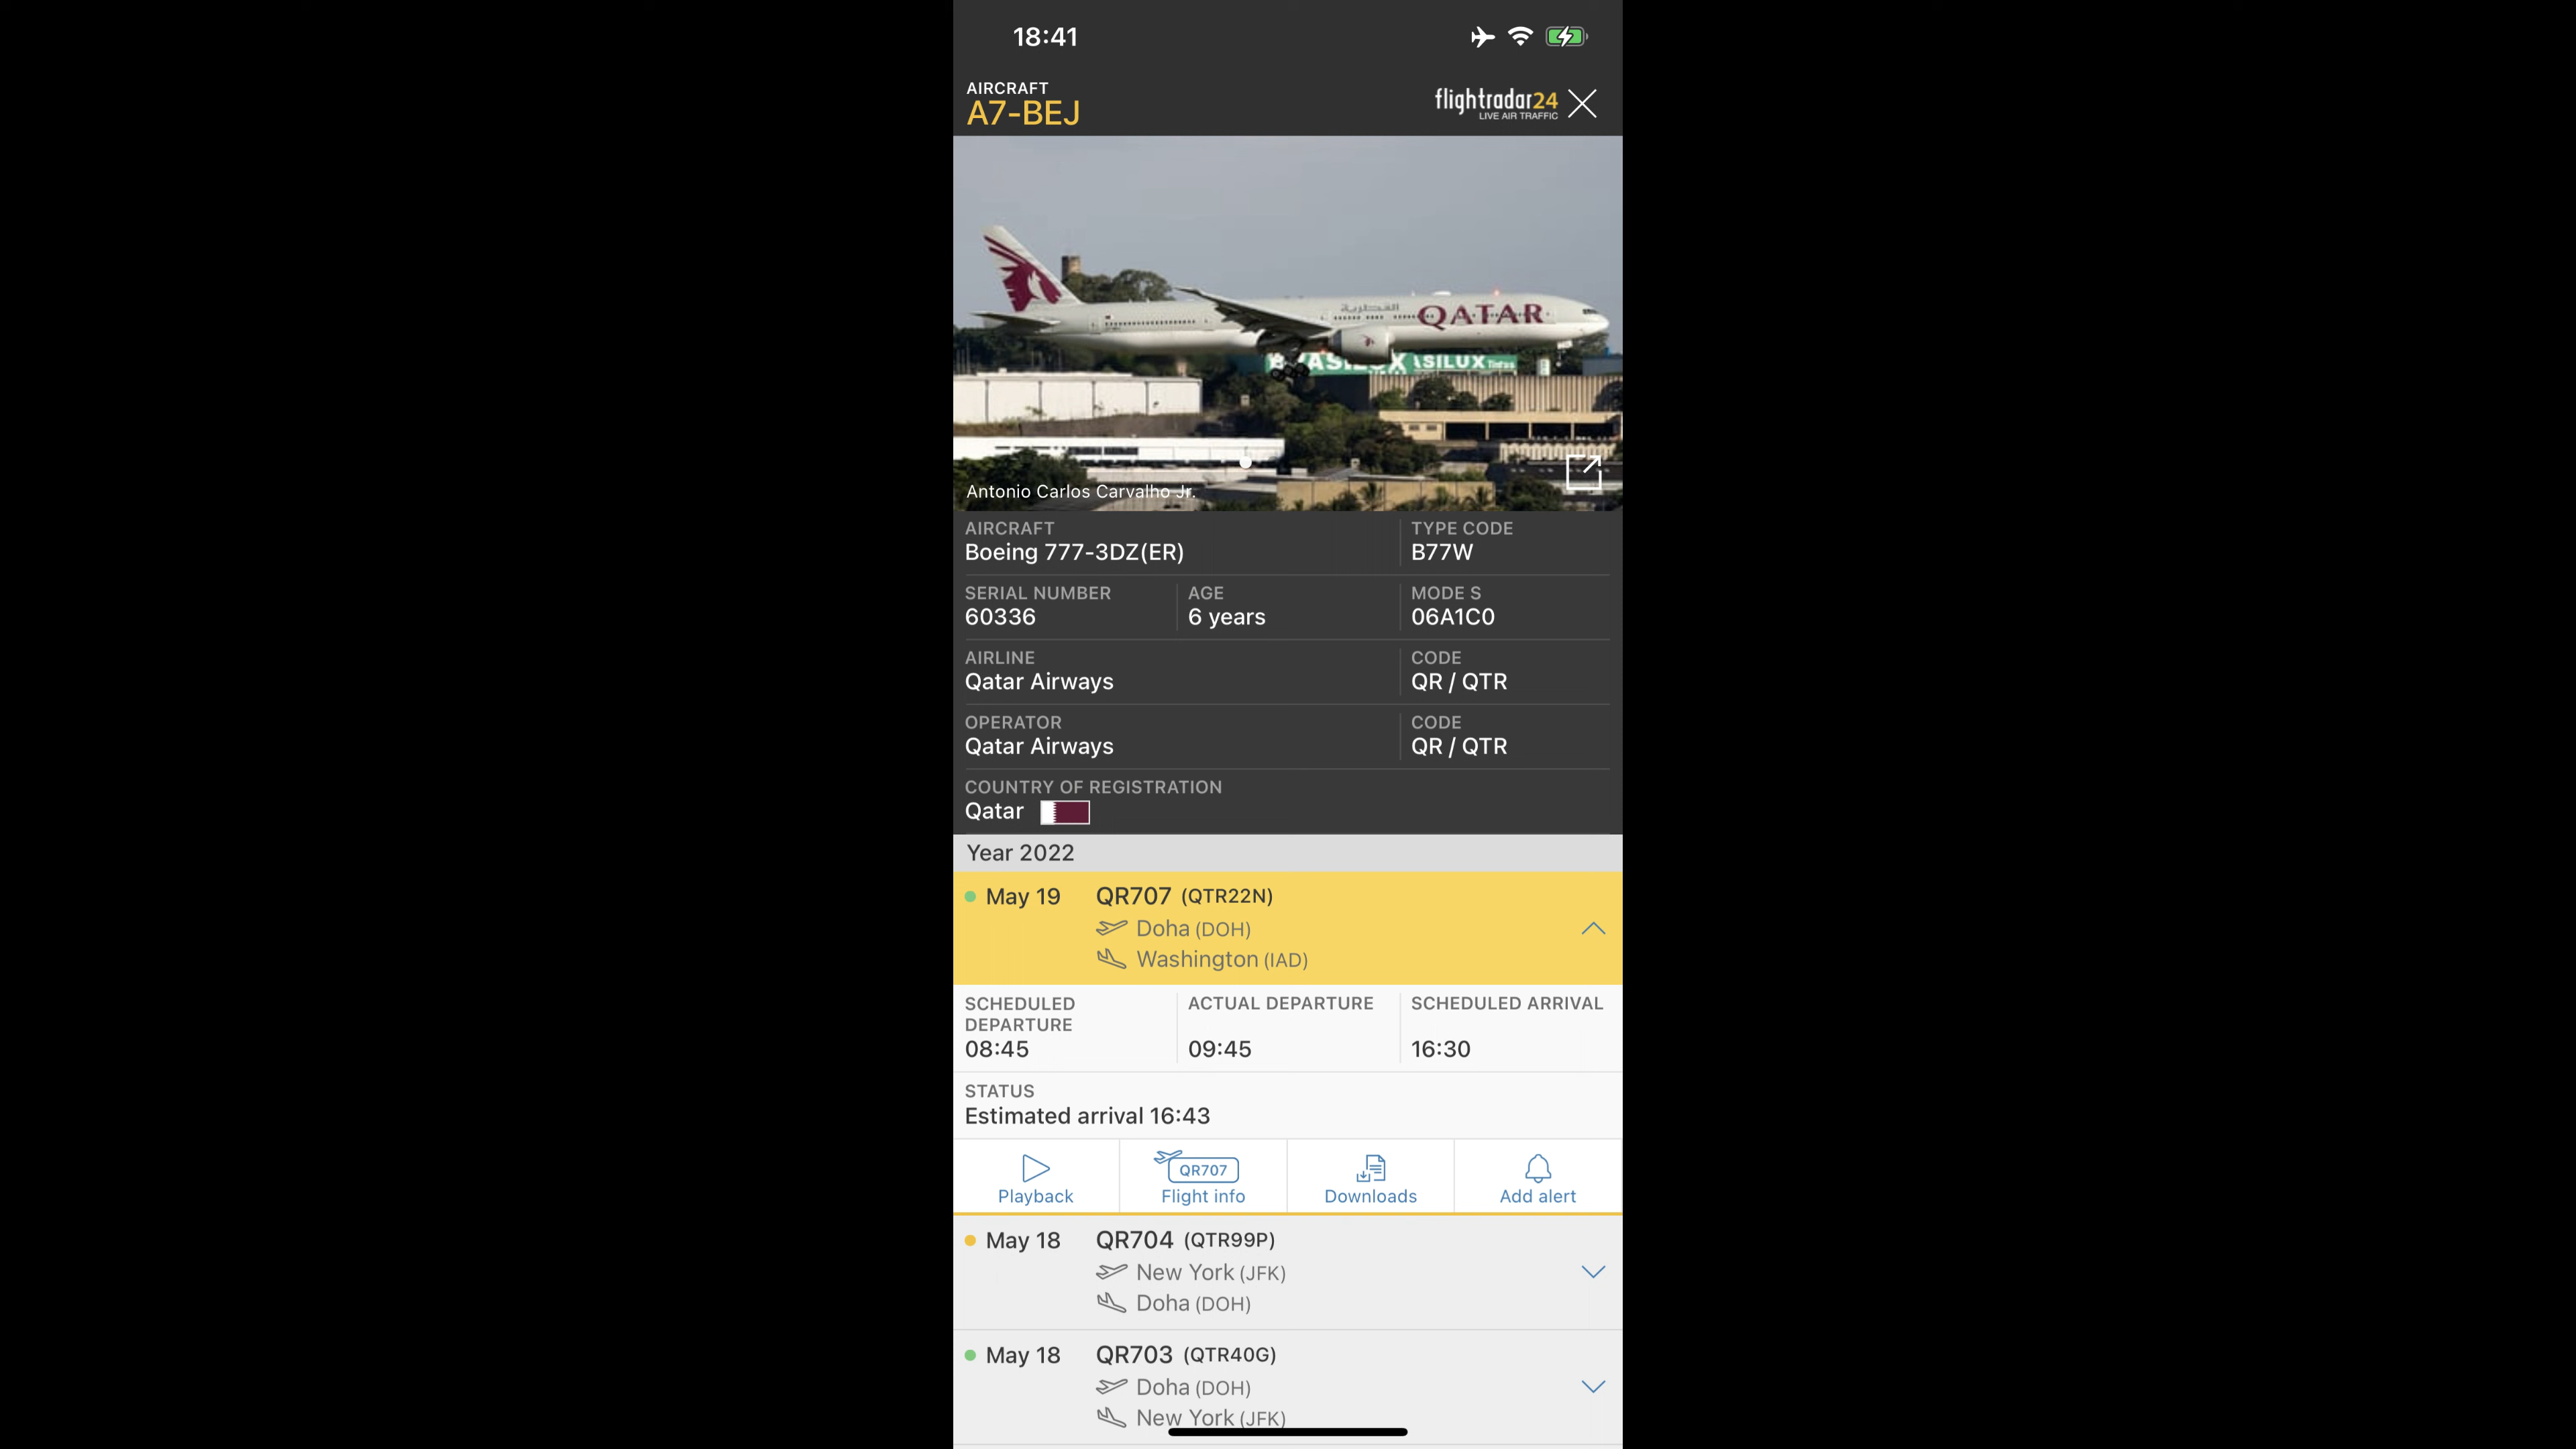 18:41
AIRCRAFT
A7-BEJ
flightradar24
LIVE AIR TRAFFIC
القطرية
QATAR
BRASILUX
ASILUX Tintas
Antonio Carlos Carvalho Jr.
AIRCRAFT
Boeing 777-3DZ(ER)
TYPE CODE
B77W
SERIAL NUMBER
60336
AGE
6 years
MODE S
06A1C0
AIRLINE
Qatar Airways
CODE
QR / QTR
OPERATOR
Qatar Airways
CODE
QR / QTR
COUNTRY OF REGISTRATION
Qatar
Year 2022
May 19 QR707 (QTR22N)
Doha (DOH)
Washington (IAD)
SCHEDULED
DEPARTURE
08:45
ACTUAL DEPARTURE
09:45
SCHEDULED ARRIVAL
16:30
STATUS
Estimated arrival 16:43
Playback
QR707
Flight info
Downloads
Add alert
May 18 QR704 (QTR99P)
New York (JFK)
Doha (DOH)
May 18 QR703 (QTR40G)
Doha (DOH)
New York (JFK)